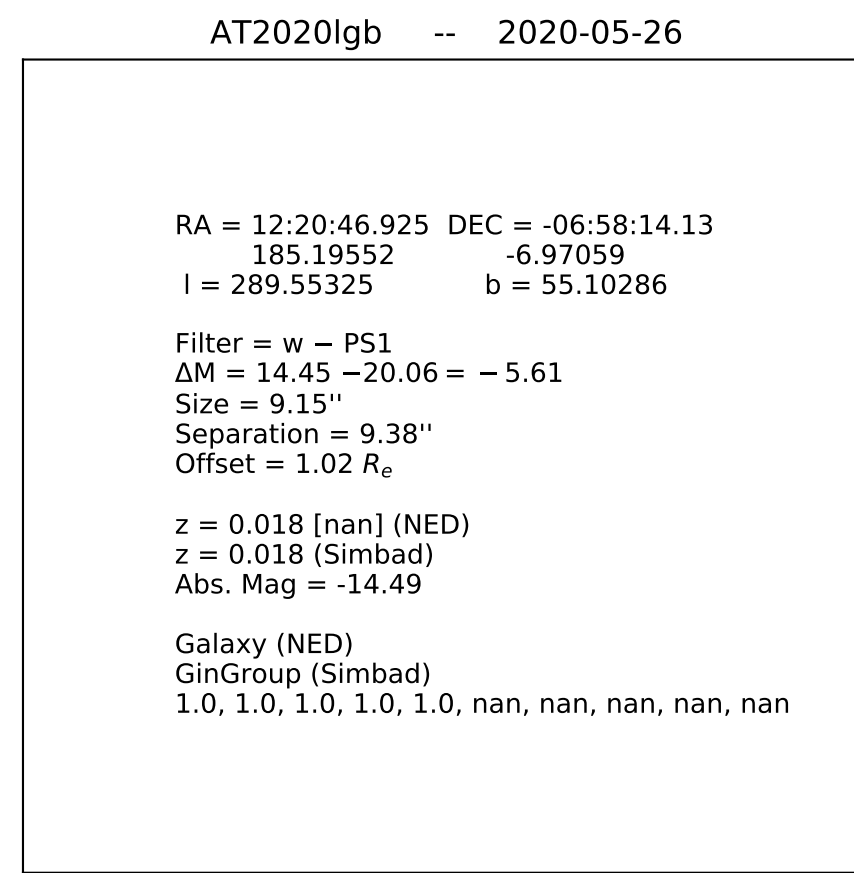 AT2020lgb -- 2020-05-26
RA = 12:20:46.925 DEC = -06:58:14.13
185.19552 -6.97059
l = 289.55325 b = 55.10286
Filter = w − PS1
ΔM = 14.45 −20.06 = − 5.61
Size = 9.15''
Separation = 9.38''
Offset = 1.02 Re
z = 0.018 [nan] (NED)
z = 0.018 (Simbad)
Abs. Mag = -14.49
Galaxy (NED)
GinGroup (Simbad)
1.0, 1.0, 1.0, 1.0, 1.0, nan, nan, nan, nan, nan